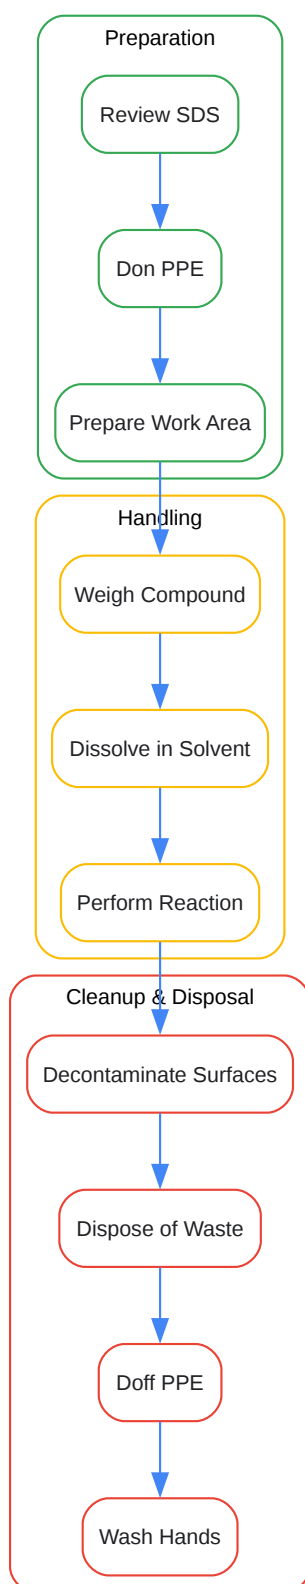 Preparation
Review SDS
Don PPE
Prepare Work Area
Handling
Weigh Compound
Dissolve in Solvent
Perform Reaction
Cleanup & Disposal
Decontaminate Surfaces
Dispose of Waste
Doff PPE
Wash Hands